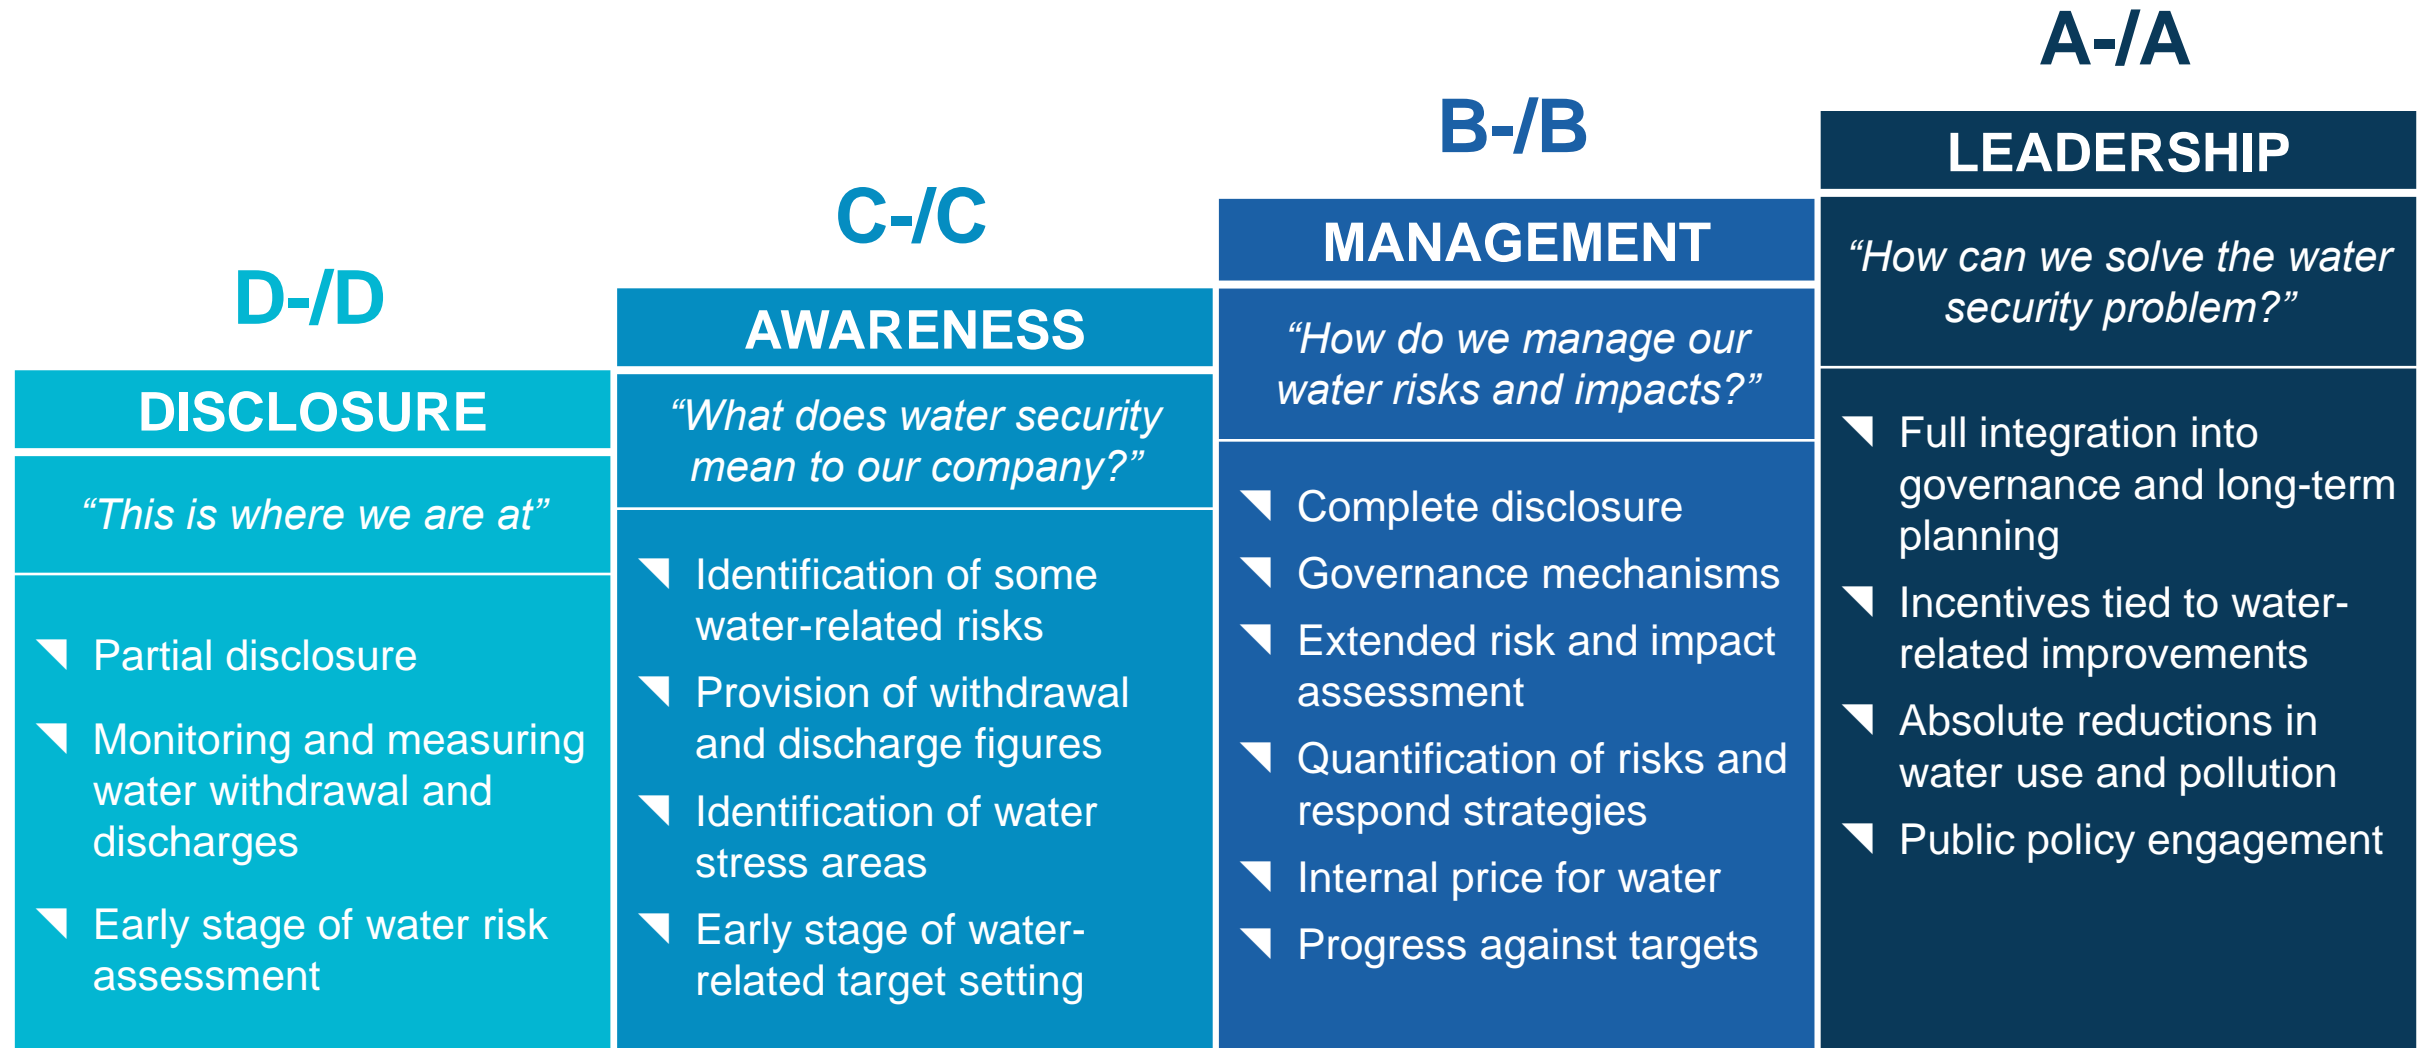 D-/D
DISCLOSURE
“This is where we are at”
Partial disclosure
Monitoring and measuring
water withdrawal and
discharges
Early stage of water risk
assessment
C-/C
AWARENESS
“What does water security
mean to our company?”
Identification of some
water-related risks
Provision of withdrawal
and discharge figures
Identification of water
stress areas
Early stage of water-
related target setting
B-/B
MANAGEMENT
“How do we manage our
water risks and impacts?”
Complete disclosure
Governance mechanisms
Extended risk and impact
assessment
Quantification of risks and
respond strategies
Internal price for water
Progress against targets
A-/A
LEADERSHIP
“How can we solve the water
security problem?”
Full integration into
governance and long-term
planning
Incentives tied to water-
related improvements
Absolute reductions in
water use and pollution
Public policy engagement